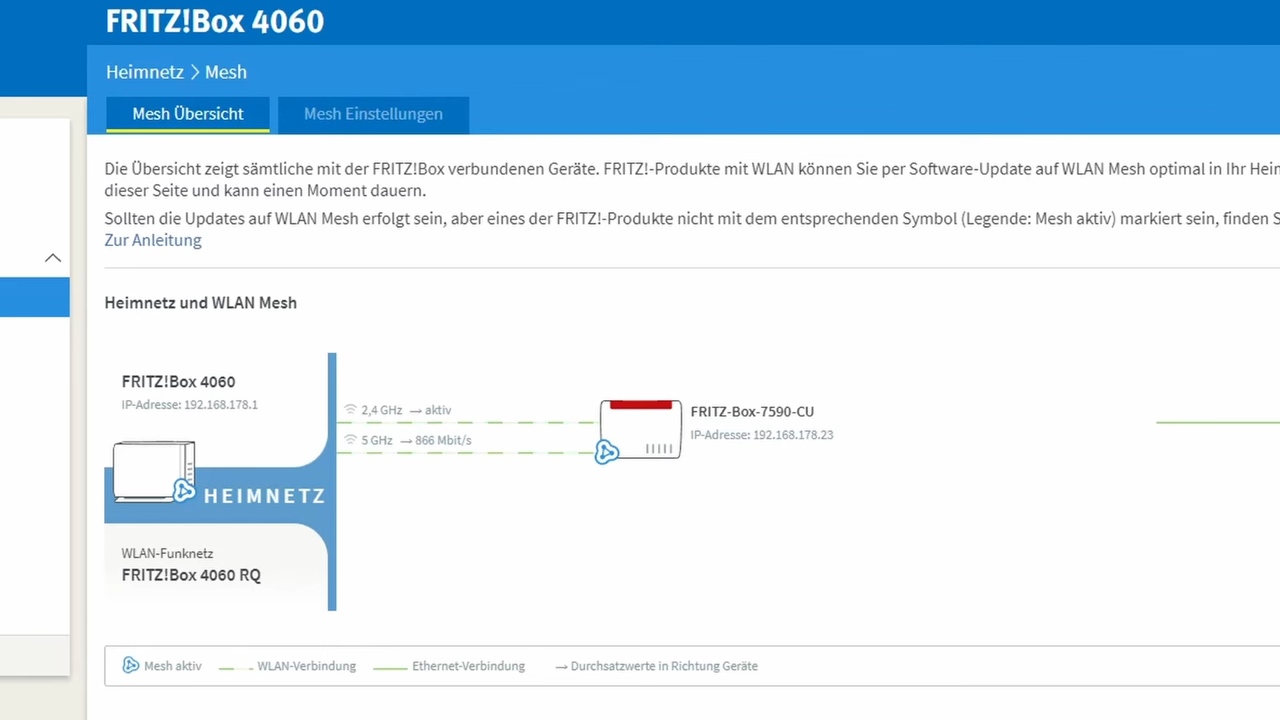 FRITZ!Box 4060
Heimnetz > Mesh
Mesh Übersicht
Mesh Einstellungen
Die Übersicht zeigt sämtliche mit der FRITZ!Box verbundenen Geräte. FRITZ!-Produkte mit WLAN können Sie per Software-Update auf WLAN Mesh optimal in Ihr Hein
dieser Seite und kann einen Moment dauern.
Sollten die Updates auf WLAN Mesh erfolgt sein, aber eines der FRITZ!-Produkte nicht mit dem entsprechenden Symbol (Legende: Mesh aktiv) markiert sein, finden S
Zur Anleitung
Heimnetz und WLAN Mesh
FRITZ!Box 4060
IP-Adresse: 192.168.178.1
2,4 GHz → aktiv
5 GHz → 866 Mbit/s
FRITZ-Box-7590-CU
IP-Adresse: 192.168.178.23
HEIMNETZ
WLAN-Funknetz
FRITZ!Box 4060 RQ
Mesh aktiv
WLAN-Verbindung
Ethernet-Verbindung
→ Durchsatzwerte in Richtung Geräte